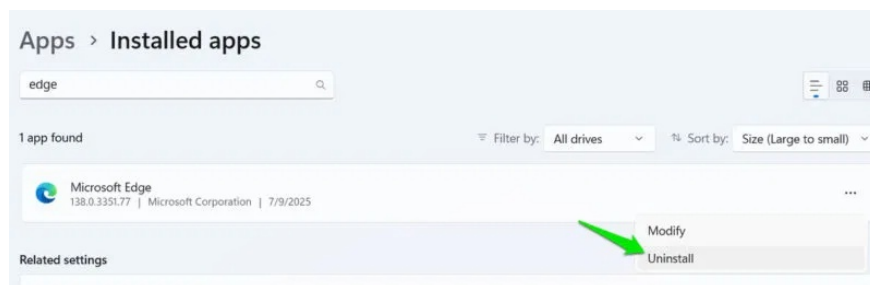 Apps > Installed apps
edge
1 app found
Filter by: All drives
Sort by: Size (Large to small)
Microsoft Edge
138.0.3351.77 | Microsoft Corporation | 7/9/2025
Modify
Uninstall
Related settings